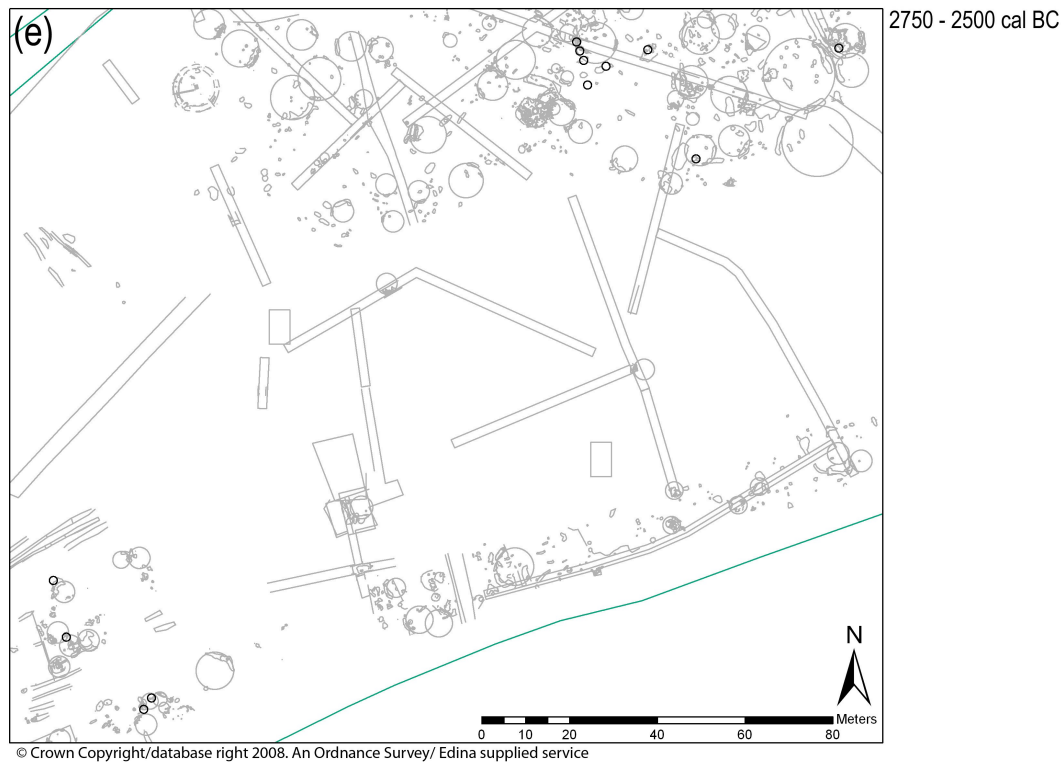 (e)
2750 - 2500 cal BC
N
Meters
0 10 20 40 60 80
© Crown Copyright/database right 2008. An Ordnance Survey/ Edina supplied service